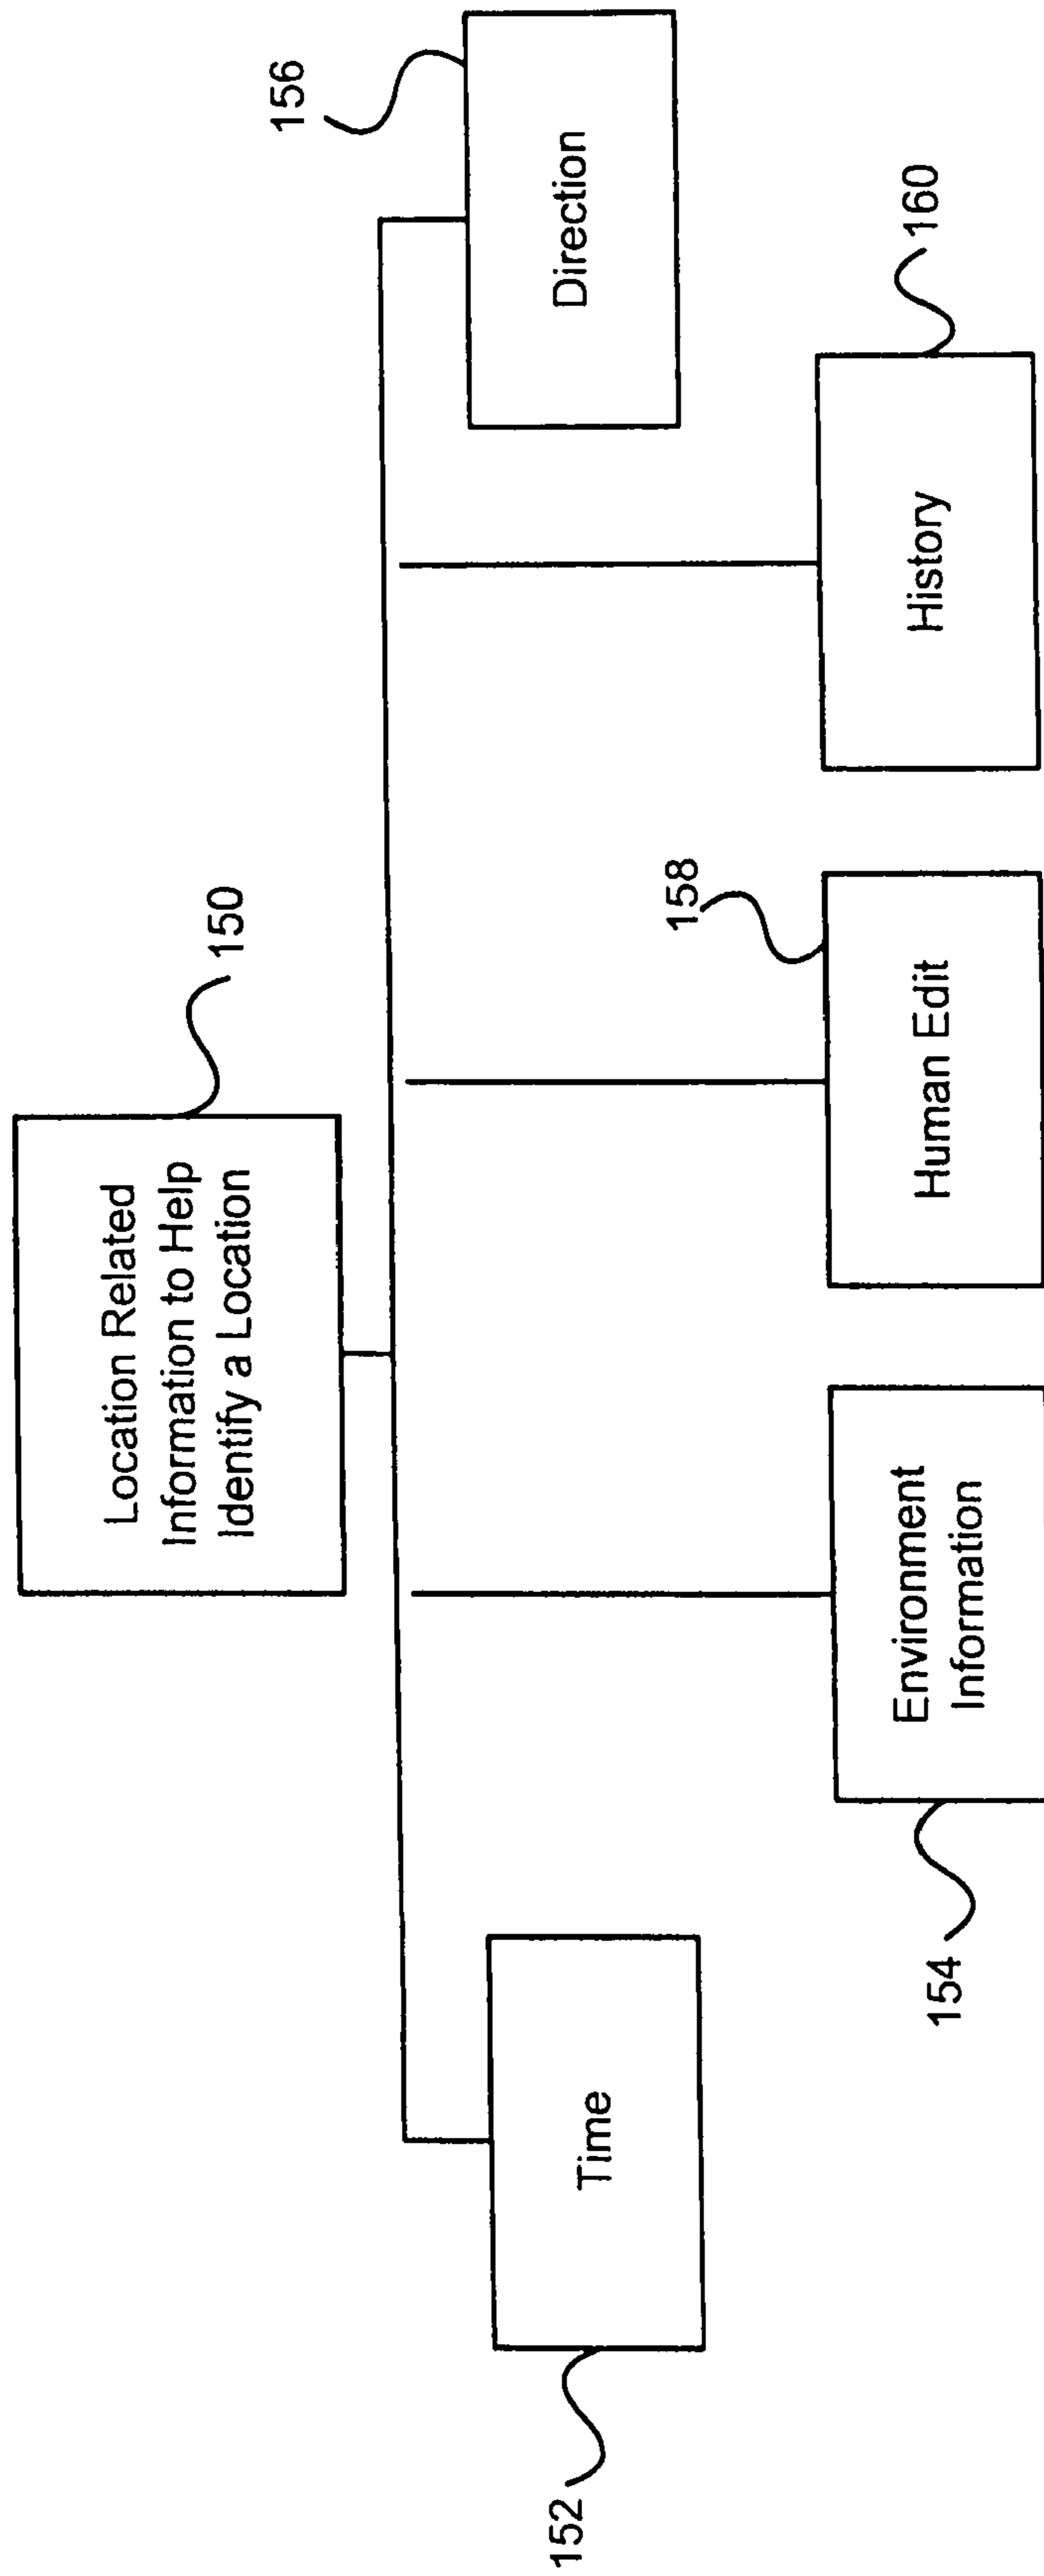 Location Related
Information to Help
Identify a Location
150
156
Direction
Time
152
158
160
Environment
Information
Human Edit
History
154